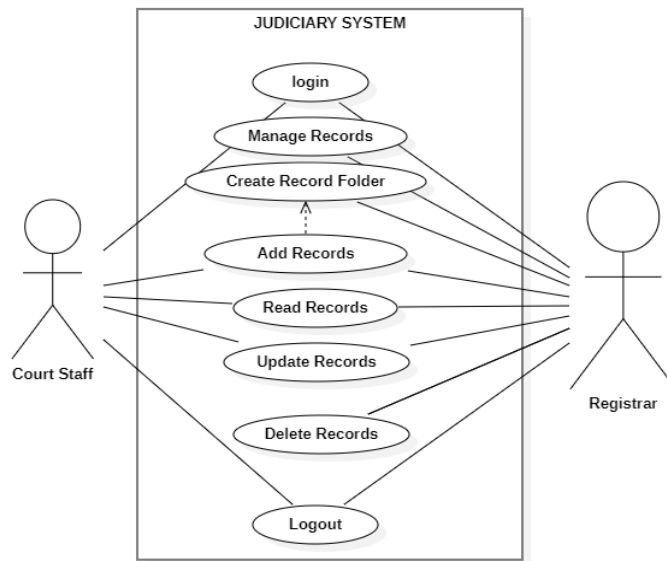 JUDICIARY SYSTEM
login
Manage Records
Create Record Folder
Add Records
Read Records
Update Records
Court Staff
Registrar
Delete Records
Logout